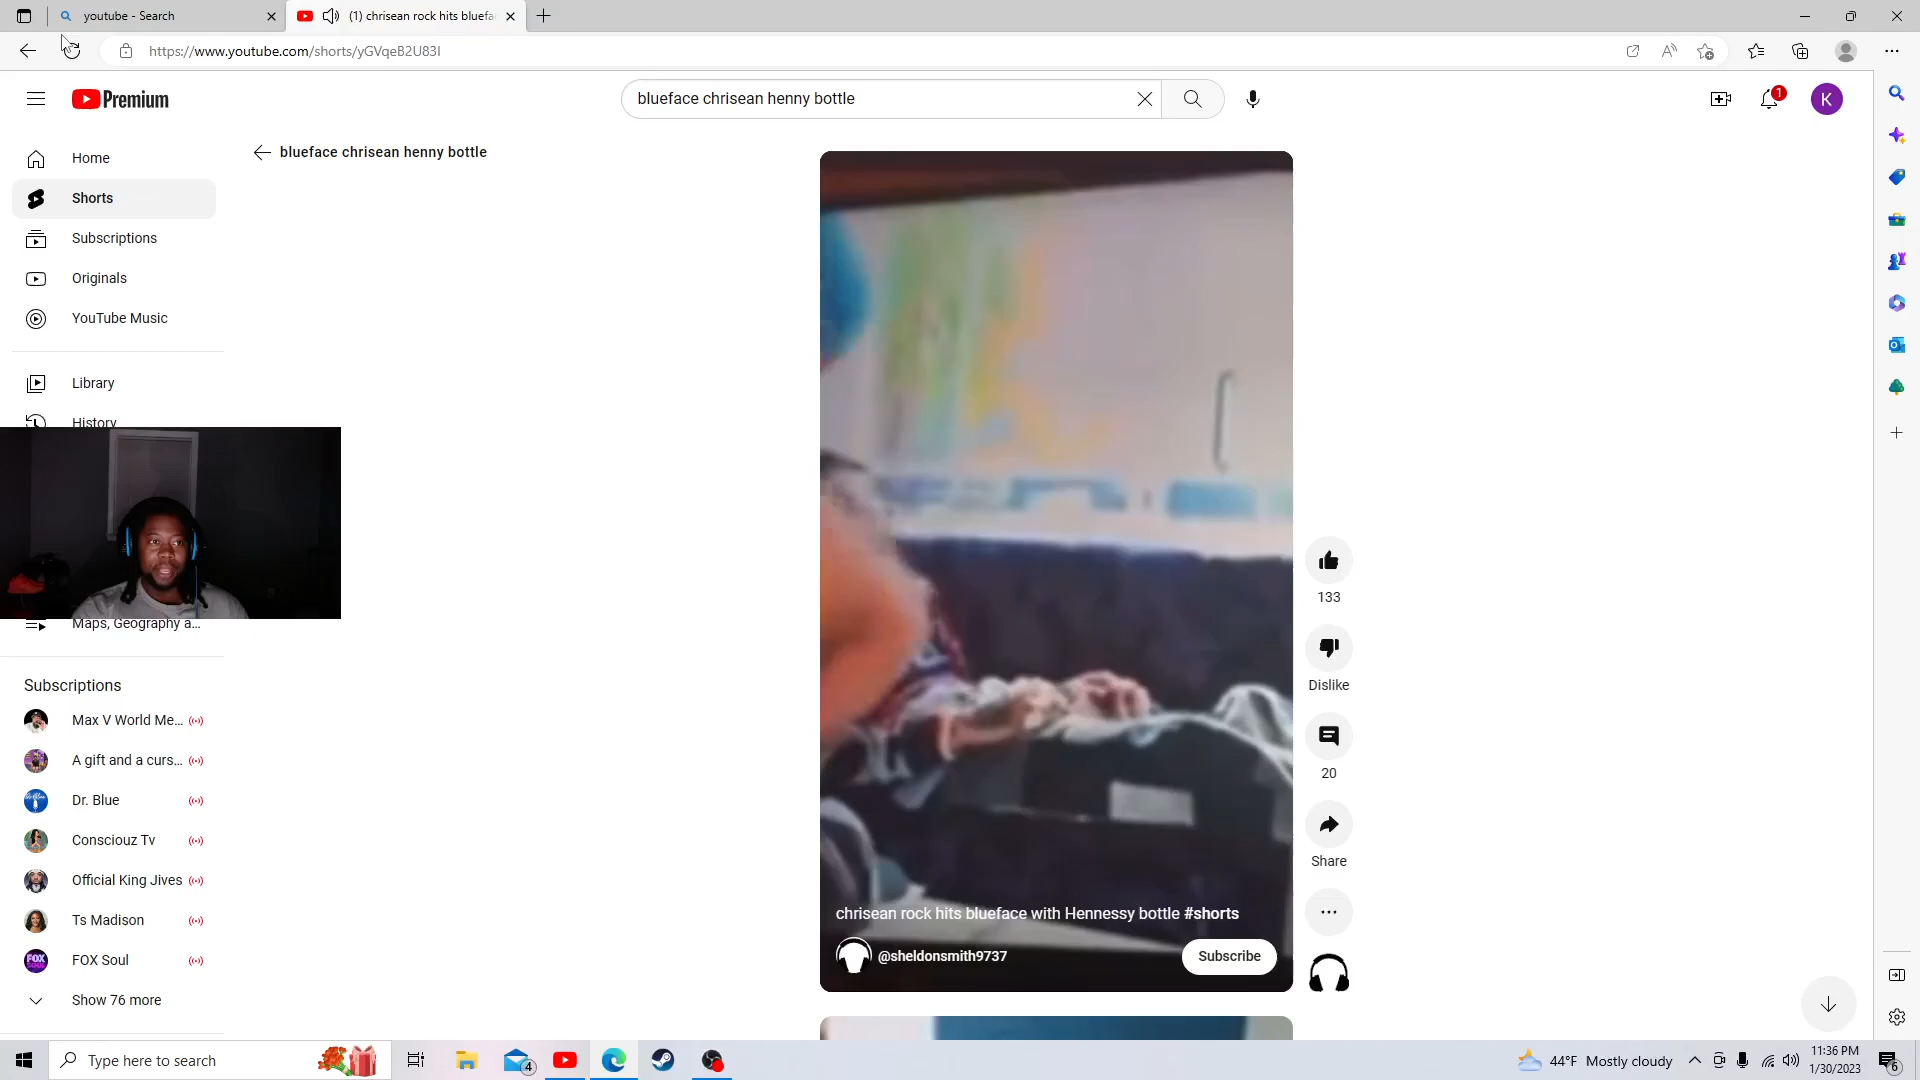 youtube - Search
(1) chrisean rock hits bluefa
https://www.youtube.com/shorts/yGVqeB2U83I
Premium
blueface chrisean henny bottle
1
K
blueface chrisean henny bottle
Home
Shorts
Subscriptions
Originals
YouTube Music
Library
History
Maps, Geography a...
Subscriptions
Max V World Me...
A gift and a curs...
Dr. Blue
Consciouz Tv
Official King Jives
Ts Madison
FOX Soul
Show 76 more
133
Dislike
20
Share
chrisean rock hits blueface with Hennessy bottle #shorts
@sheldonsmith9737
Subscribe
Type here to search
4
44°F Mostly cloudy
11:36 PM
1/30/2023
6